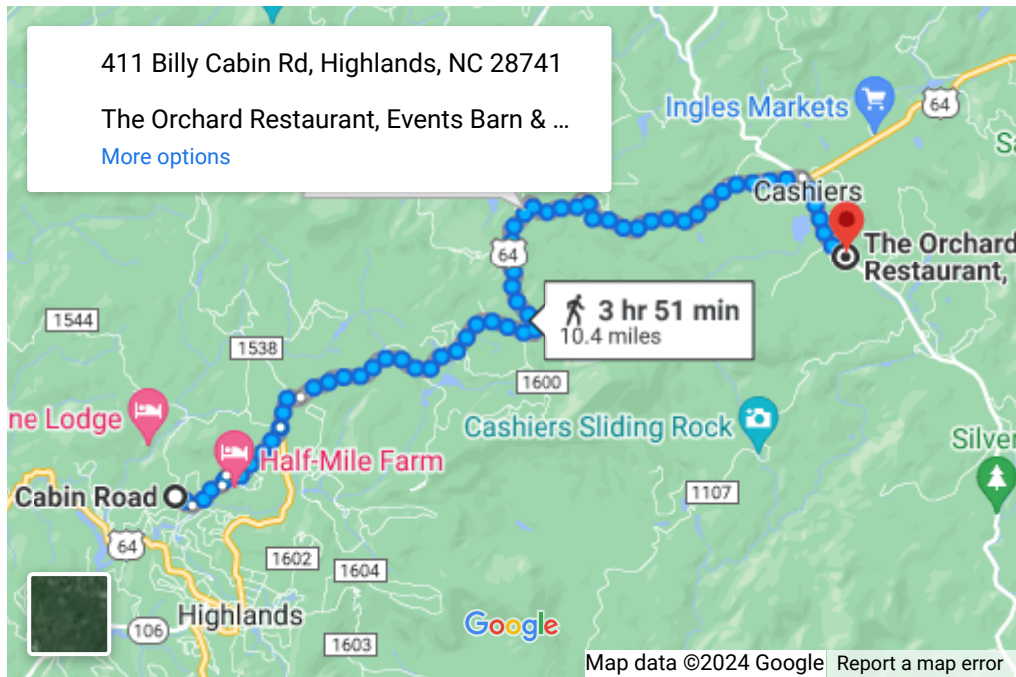 411 Billy Cabin Rd, Highlands, NC 28741
The Orchard Restaurant, Events Barn & ...
More options
Ingles Markets
64
Sa
Cashiers
64
The Orchard
Restaurant,
3 hr 51 min
10.4 miles
1544
1538
1600
ne Lodge
Cashiers Sliding Rock
Silver
Half-Mile Farm
Cabin Road
1107
64
1602
1604
Highlands
106
1603
Google
Map data ©2024 Google
Report a map error